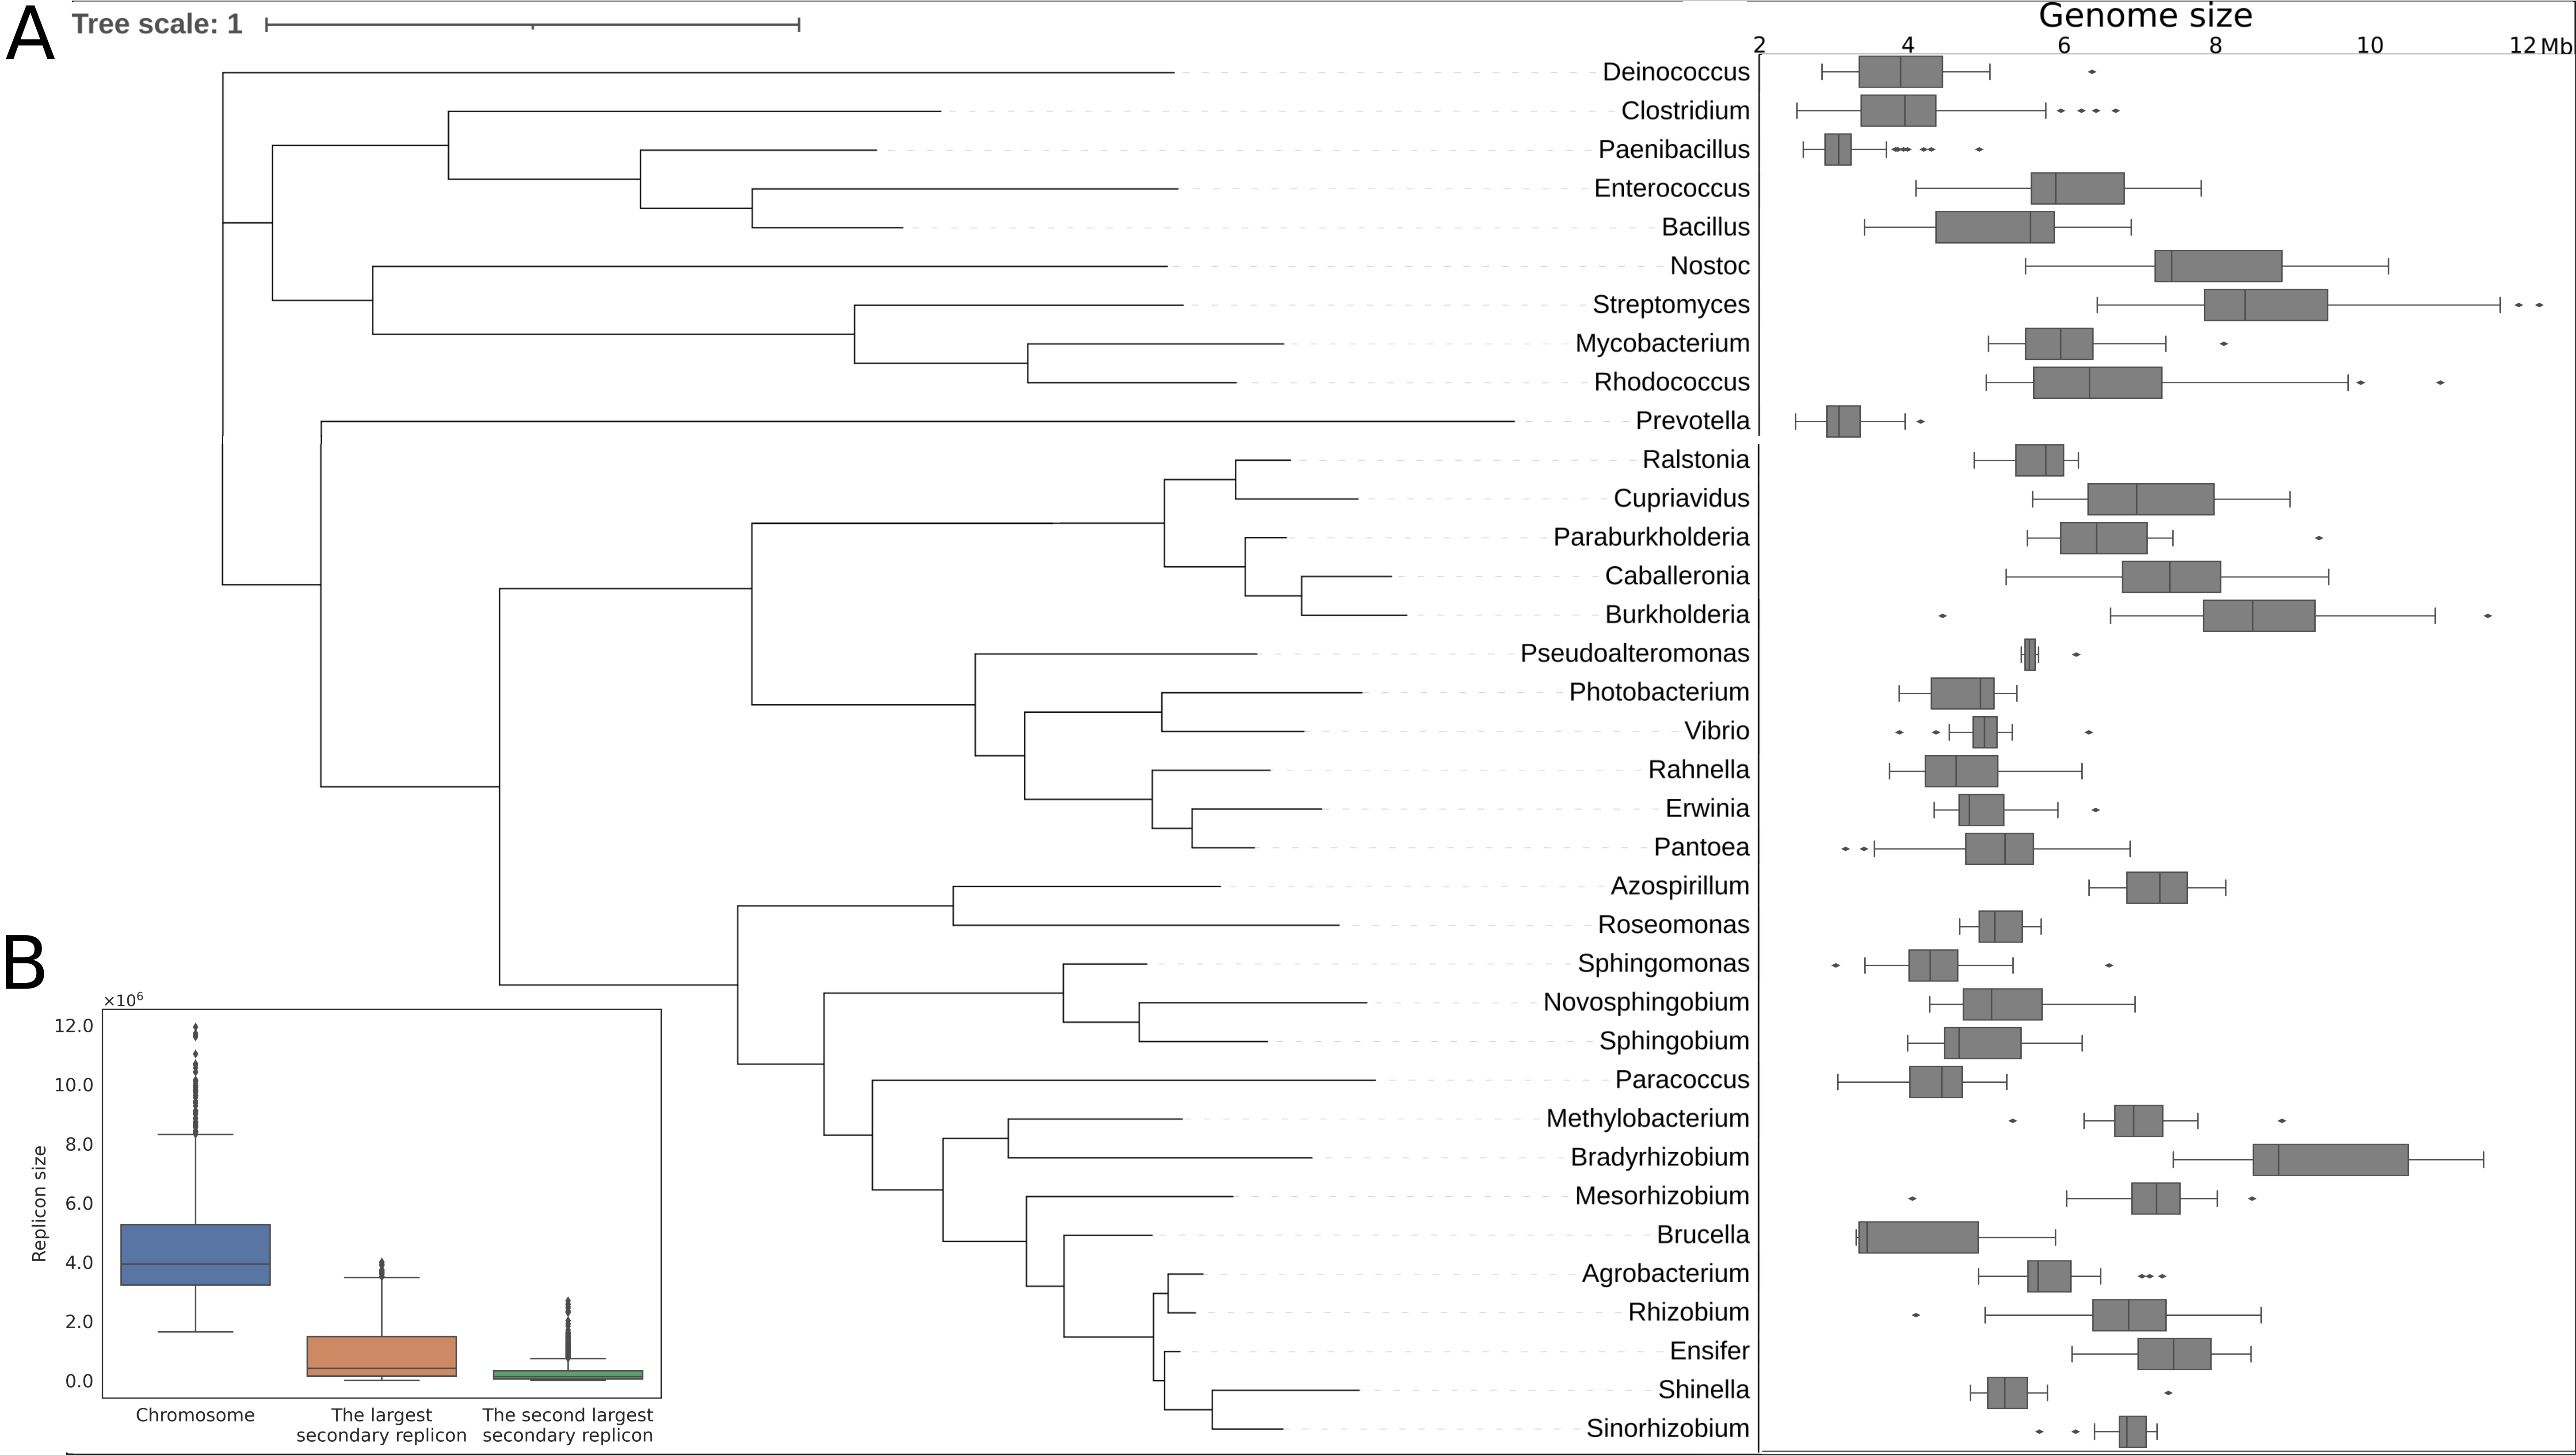 A
Tree scale: 1
Genome size
2 4 6 8 10 12 Mb
Deinococcus
Clostridium
Paenibacillus
Enterococcus
Bacillus
Nostoc
Streptomyces
Mycobacterium
Rhodococcus
Prevotella
Ralstonia
Cupriavidus
Paraburkholderia
Caballeronia
Burkholderia
Pseudoalteromonas
Photobacterium
Vibrio
Rahnella
Erwinia
Pantoea
Azospirillum
Roseomonas
Sphingomonas
Novosphingobium
Sphingobium
Paracoccus
Methylobacterium
Bradyrhizobium
Mesorhizobium
Brucella
Agrobacterium
Rhizobium
Ensifer
Shinella
Sinorhizobium
B
×10⁶
12.0
10.0
8.0
6.0
4.0
2.0
0.0
Replicon size
Chromosome
The largest
secondary replicon
The second largest
secondary replicon